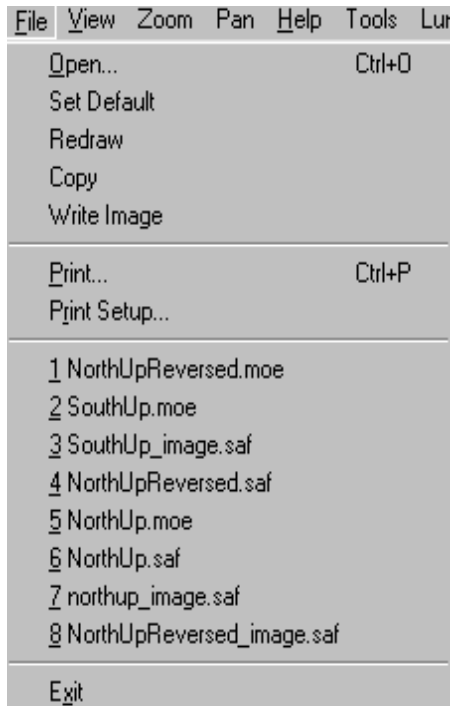 File View Zoom Pan Help Tools
Open... Ctrl+O
Set Default
Redraw
Copy
Write Image
Print... Ctrl+P
Print Setup...
1 NorthUpReversed.moe
2 SouthUp.moe
3 SouthUp_image.saf
4 NorthUpReversed.saf
5 NorthUp.moe
6 NorthUp.saf
7 northup_image.saf
8 NorthUpReversed_image.saf
Exit